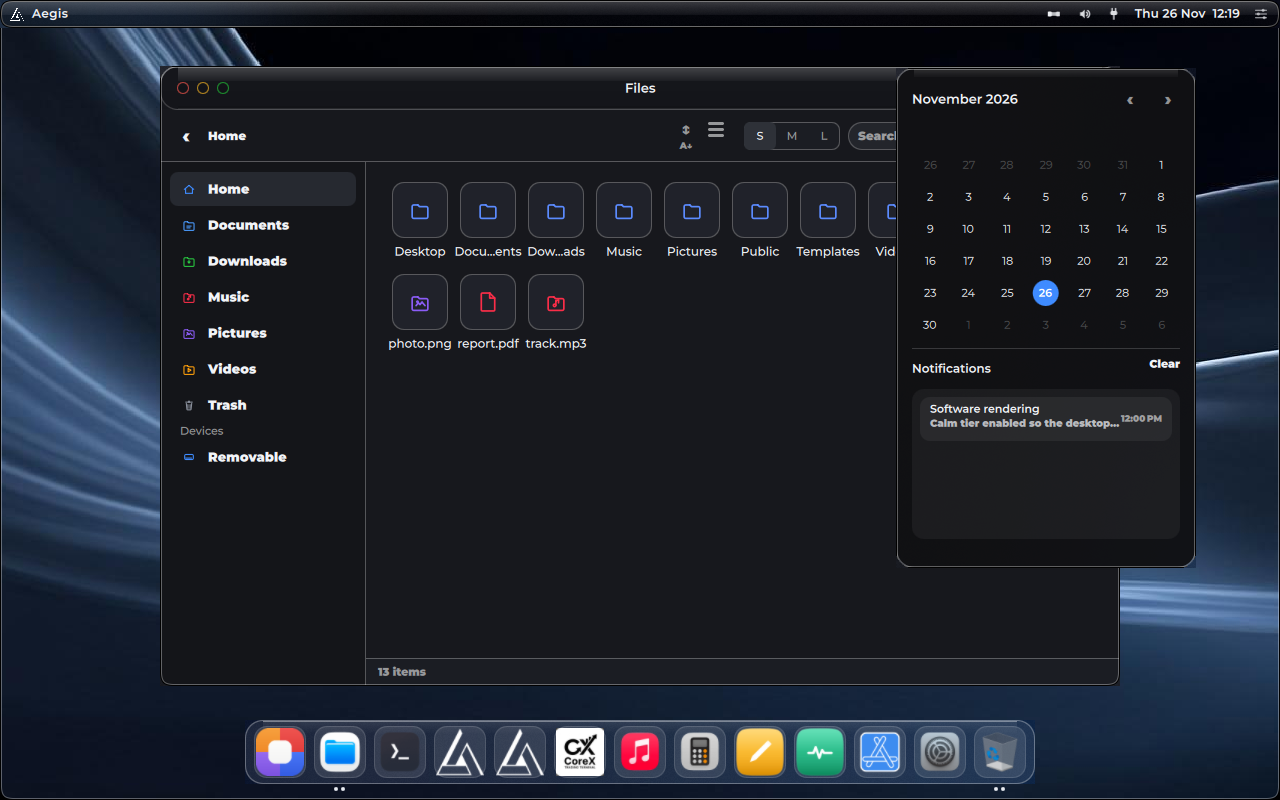 Aegis
Thu 26 Nov 12:19
Files
Home
A+
S M L
Search
Home
Documents
Downloads
Music
Pictures
Videos
Trash
Devices
Removable
Desktop Docu...ents Dow...ads Music Pictures Public Templates Vid
photo.png report.pdf track.mp3
13 items
November 2026
26 27 28 29 30 31 1
2 3 4 5 6 7 8
9 10 11 12 13 14 15
16 17 18 19 20 21 22
23 24 25 26 27 28 29
30 1 2 3 4 5 6
Notifications
Clear
Software rendering
Calm tier enabled so the desktop...
12:00 PM
CX
CoreX